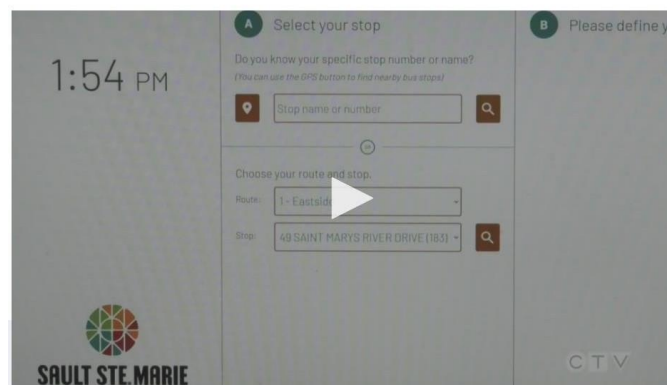 1:54 PM
A Select your stop
Do you know your specific stop number or name?
(You can use the GPS button to find nearby bus stops)
Stop name or number
Choose your route and stop.
Route: 1 - Eastside
Stop: 49 SAINT MARYS RIVER DRIVE (183)
B Please define y
SAULT STE. MARIE
CTV